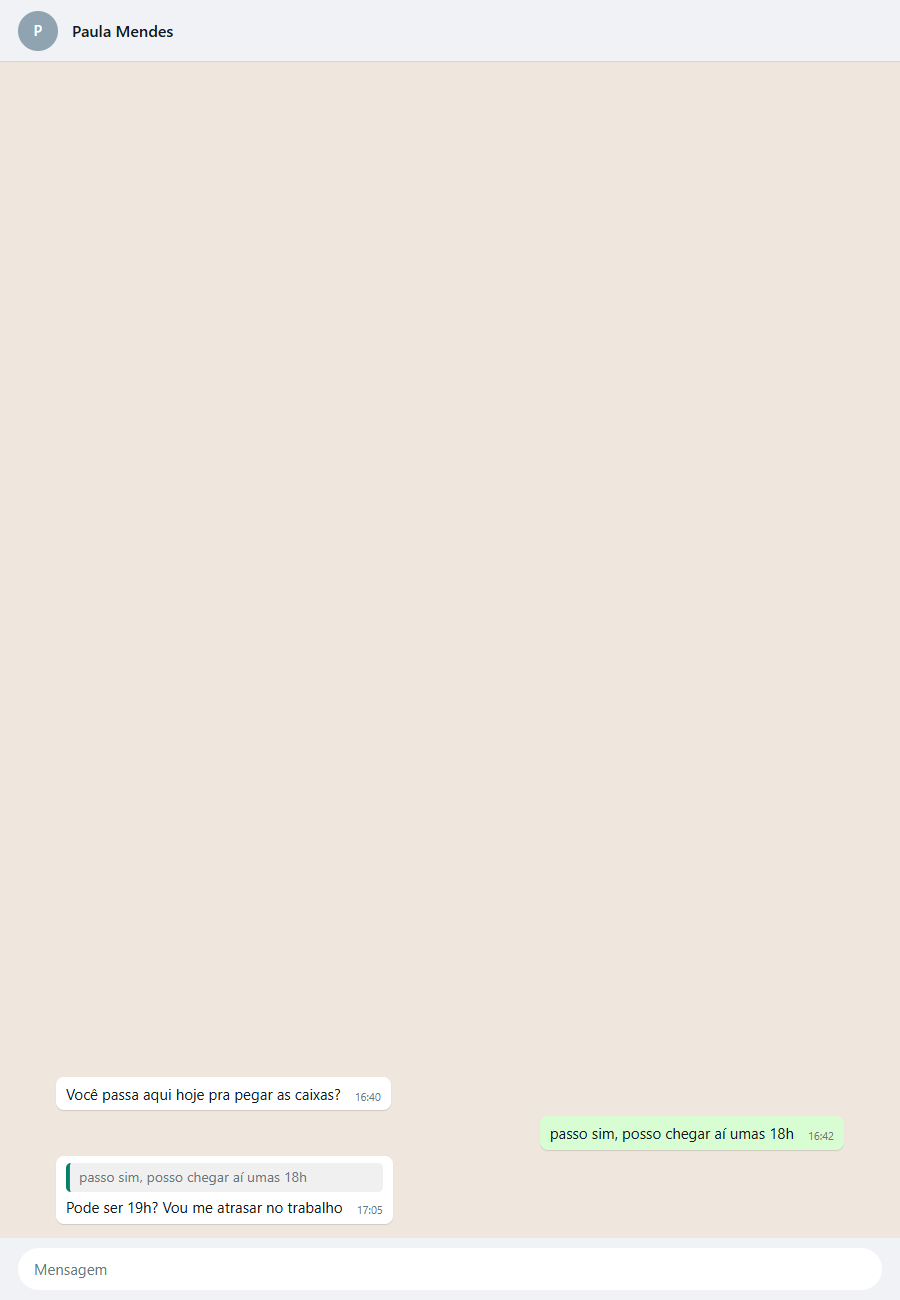 P
Paula Mendes
Você passa aqui hoje pra pegar as caixas? 16:40
passo sim, posso chegar aí umas 18h 16:42
passo sim, posso chegar aí umas 18h
Pode ser 19h? Vou me atrasar no trabalho 17:05
Mensagem